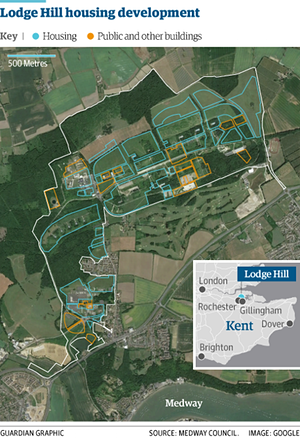 Lodge Hill housing development
Key | Housing Public and other buildings
500 Metres
Lodge Hill
London
Rochester
Gillingham
Kent
Dover
Brighton
Medway
GUARDIAN GRAPHIC SOURCE: MEDWAY COUNCIL. IMAGE: GOOGLE